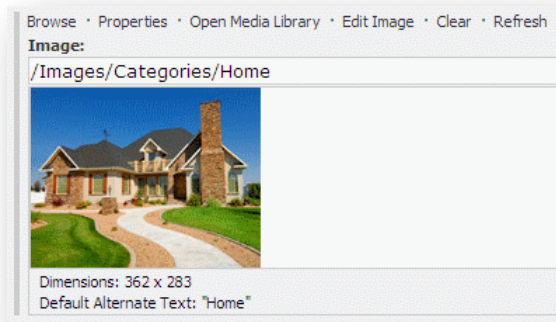 Browse · Properties · Open Media Library · Edit Image · Clear · Refresh
Image:
/Images/Categories/Home
Dimensions: 362 x 283
Default Alternate Text: "Home"